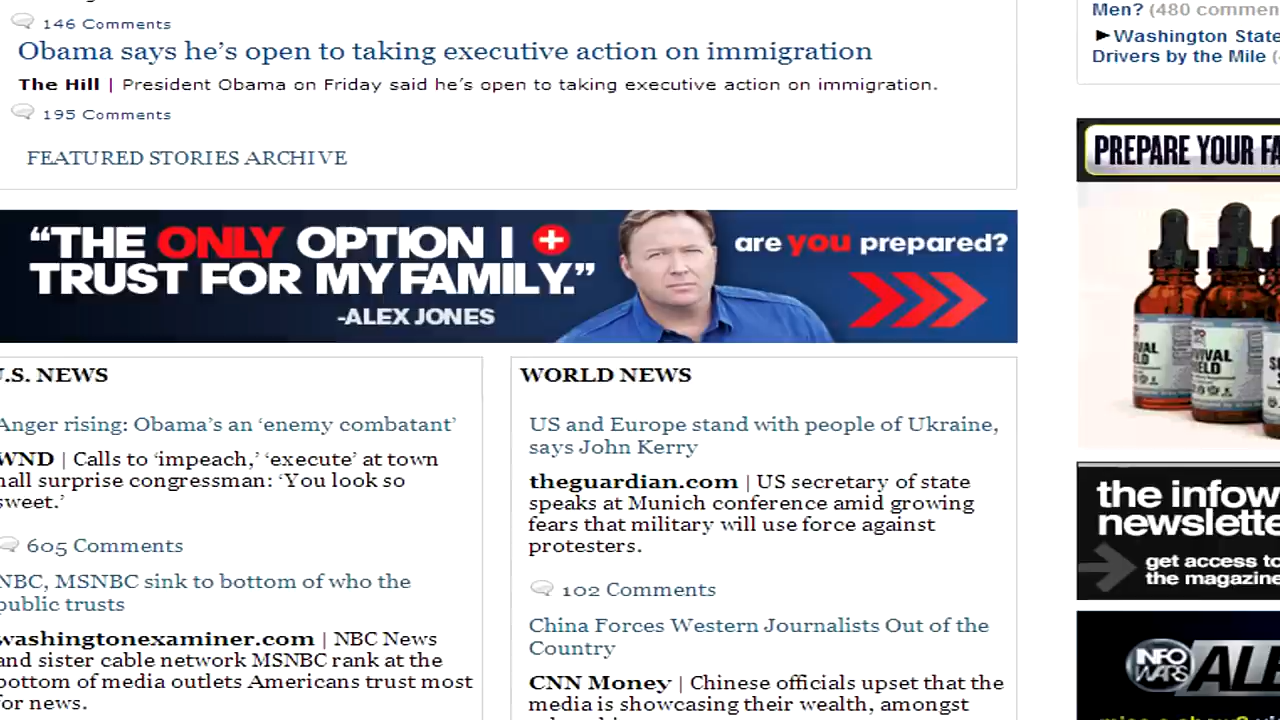 146 Comments
Obama says he's open to taking executive action on immigration
The Hill | President Obama on Friday said he's open to taking executive action on immigration.
195 Comments
FEATURED STORIES ARCHIVE
"THE ONLY OPTION I
TRUST FOR MY FAMILY."
-ALEX JONES
are you prepared?
U.S. NEWS
Anger rising: Obama's an 'enemy combatant'
WND | Calls to 'impeach,' 'execute' at town
hall surprise congressman: 'You look so
sweet.'
605 Comments
NBC, MSNBC sink to bottom of who the
public trusts
washingtonexaminer.com | NBC News
and sister cable network MSNBC rank at the
bottom of media outlets Americans trust most
for news.
WORLD NEWS
US and Europe stand with people of Ukraine,
says John Kerry
theguardian.com | US secretary of state
speaks at Munich conference amid growing
fears that military will use force against
protesters.
102 Comments
China Forces Western Journalists Out of the
Country
CNN Money | Chinese officials upset that the
media is showcasing their wealth, amongst
Men? (480 commen
Washington State
Drivers by the Mile (
PREPARE YOUR FA
the infow
newslette
get access to
the magazine
INFO
WARS
ALE